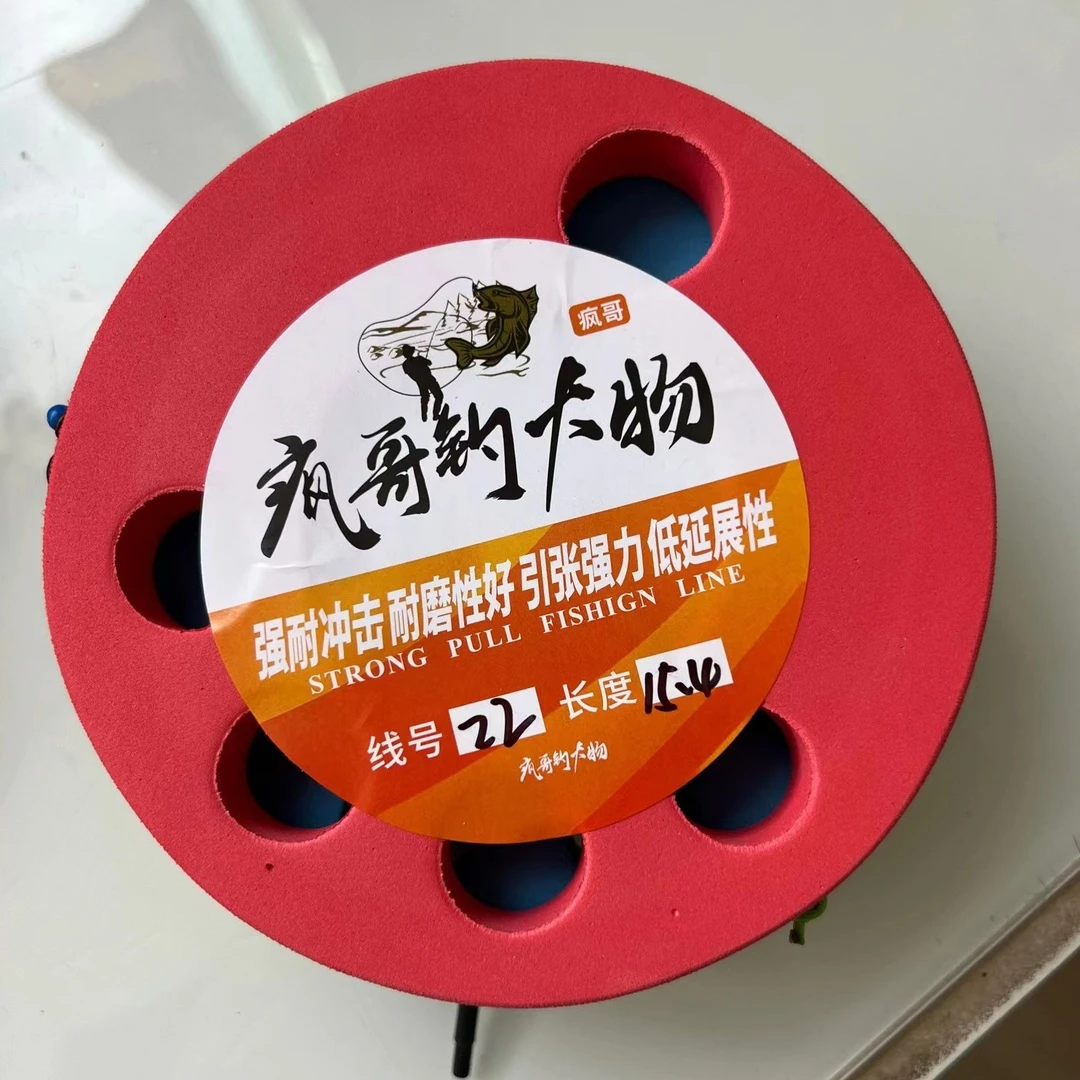 疯哥
疯哥钓大物
强耐冲击 耐磨性好 引张强力 低延展性
STRONG PULL FISHIGN LINE
线号 22 长度 15.4
疯哥钓大物